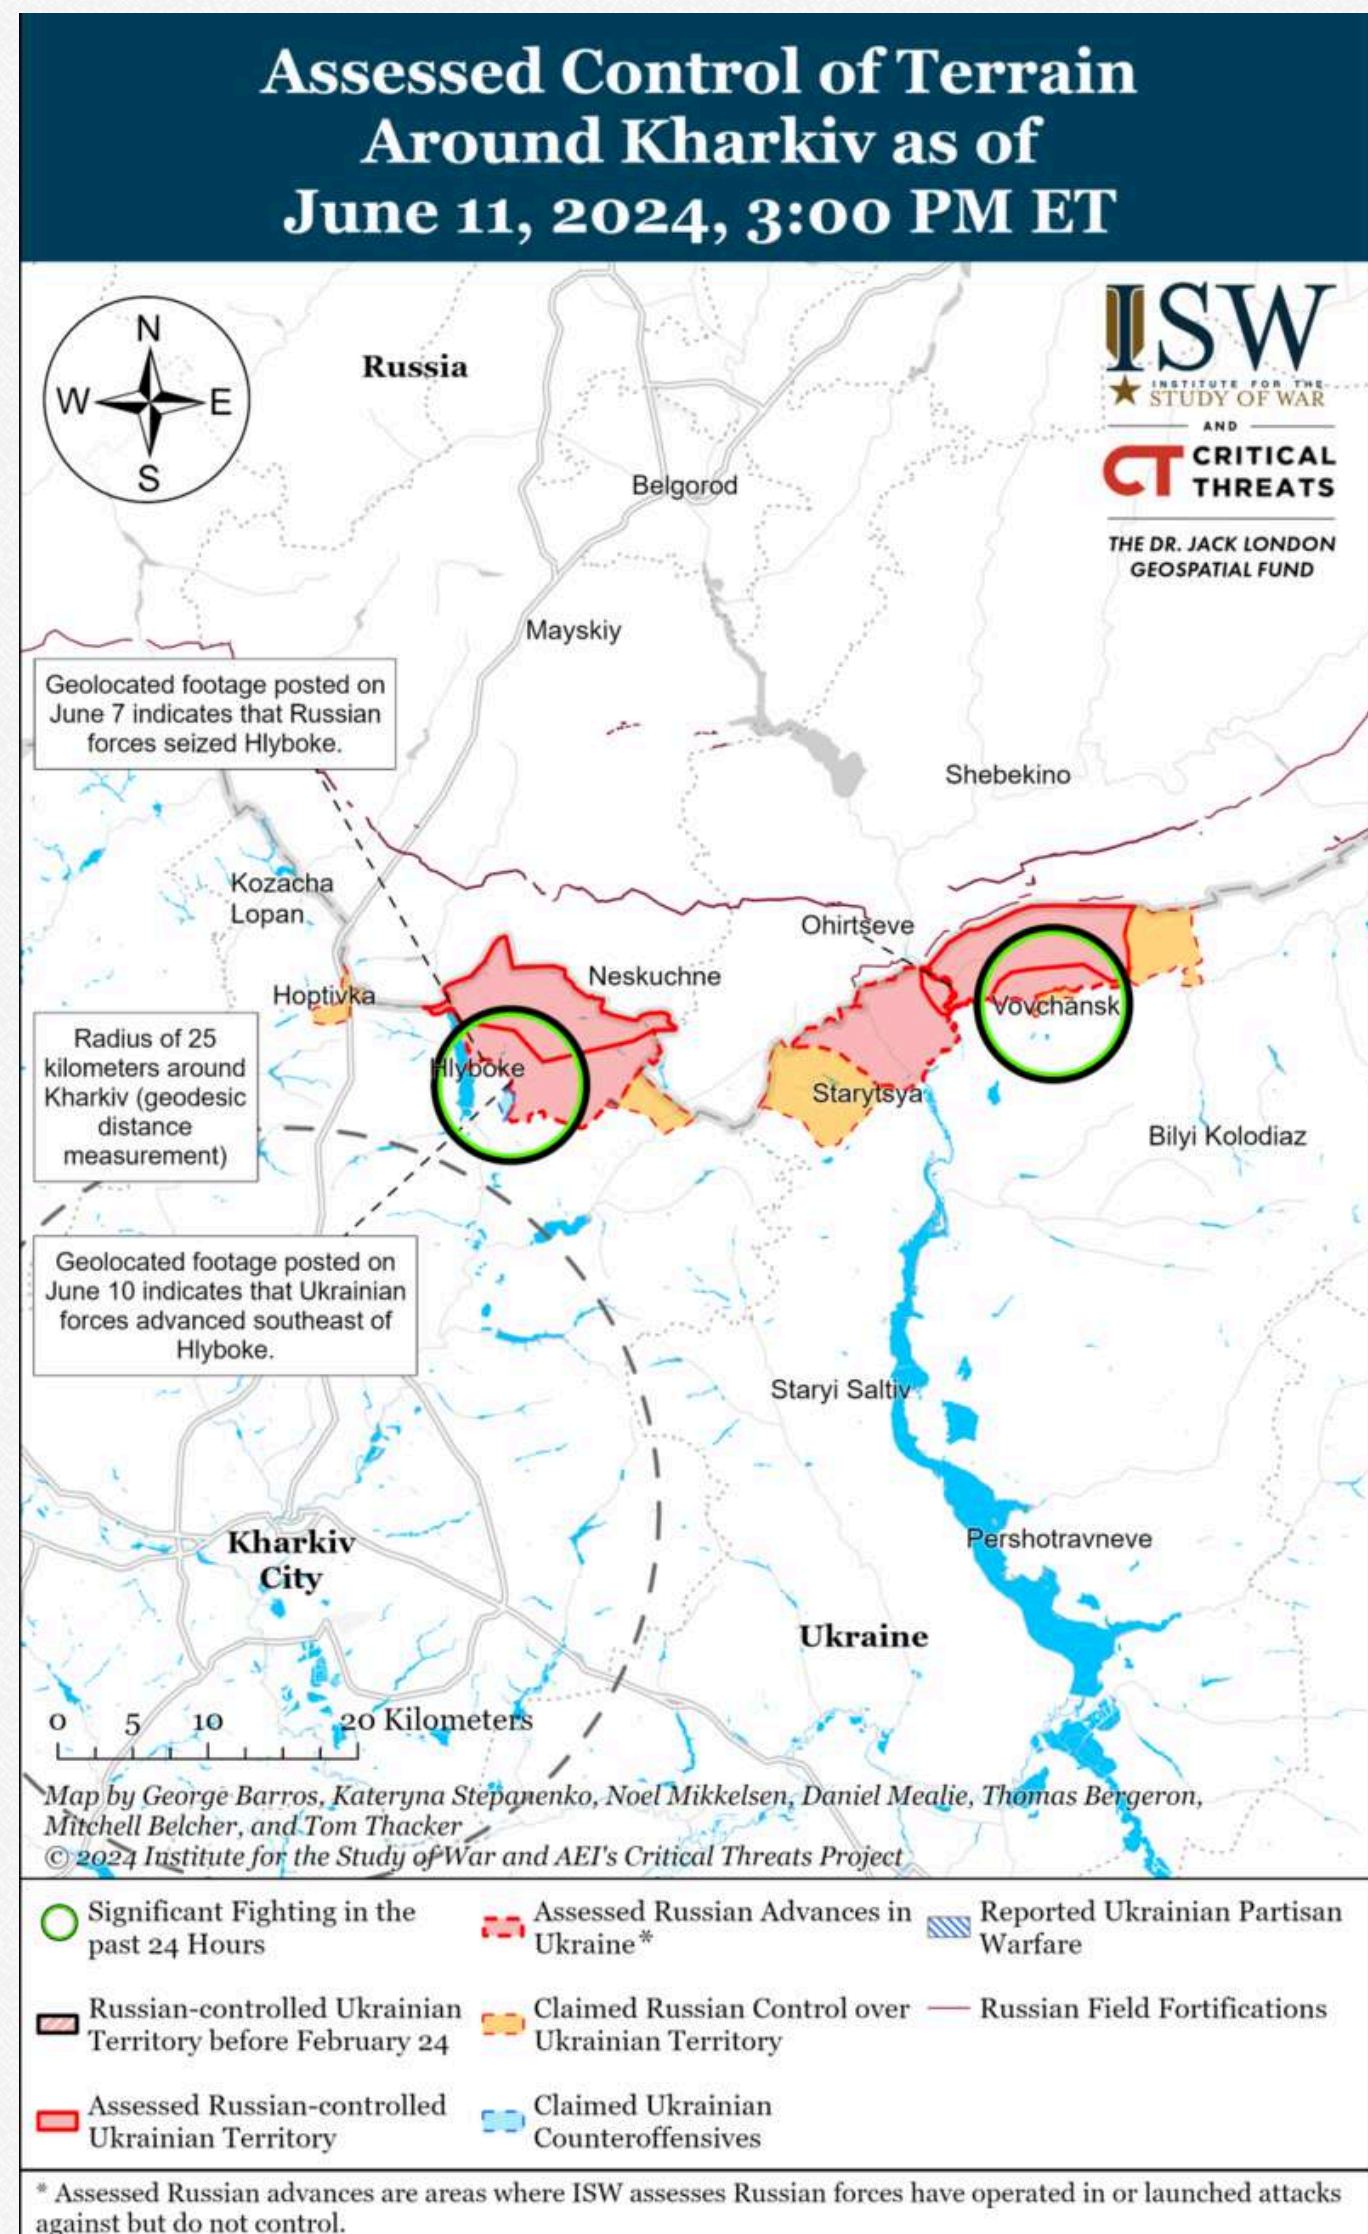 Assessed Control of Terrain
Around Kharkiv as of
June 11, 2024, 3:00 PM ET
N
W
E
S
Russia
ISW
INSTITUTE FOR THE
STUDY OF WAR
AND
CT CRITICAL
THREATS
THE DR. JACK LONDON
GEOSPATIAL FUND
Belgorod
Mayskiy
Geolocated footage posted on
June 7 indicates that Russian
forces seized Hlyboke.
Shebekino
Kozacha
Lopan
Ohirtseve
Neskuchne
Hoptivka
Vovchansk
Radius of 25
kilometers around
Kharkiv (geodesic
distance
measurement)
Hlyboke
Starytsya
Bilyi Kolodiaz
Geolocated footage posted on
June 10 indicates that Ukrainian
forces advanced southeast of
Hlyboke.
Staryi Saltiv
Kharkiv
City
Pershotravneve
Ukraine
0 5 10 20 Kilometers
Map by George Barros, Kateryna Stepanenko, Noel Mikkelsen, Daniel Mealie, Thomas Bergeron,
Mitchell Belcher, and Tom Thacker
© 2024 Institute for the Study of War and AEI's Critical Threats Project
Significant Fighting in the
past 24 Hours
Russian-controlled Ukrainian
Territory before February 24
Assessed Russian-controlled
Ukrainian Territory
Assessed Russian Advances in
Ukraine*
Claimed Russian Control over
Ukrainian Territory
Claimed Ukrainian
Counteroffensives
Reported Ukrainian Partisan
Warfare
Russian Field Fortifications
* Assessed Russian advances are areas where ISW assesses Russian forces have operated in or launched attacks
against but do not control.